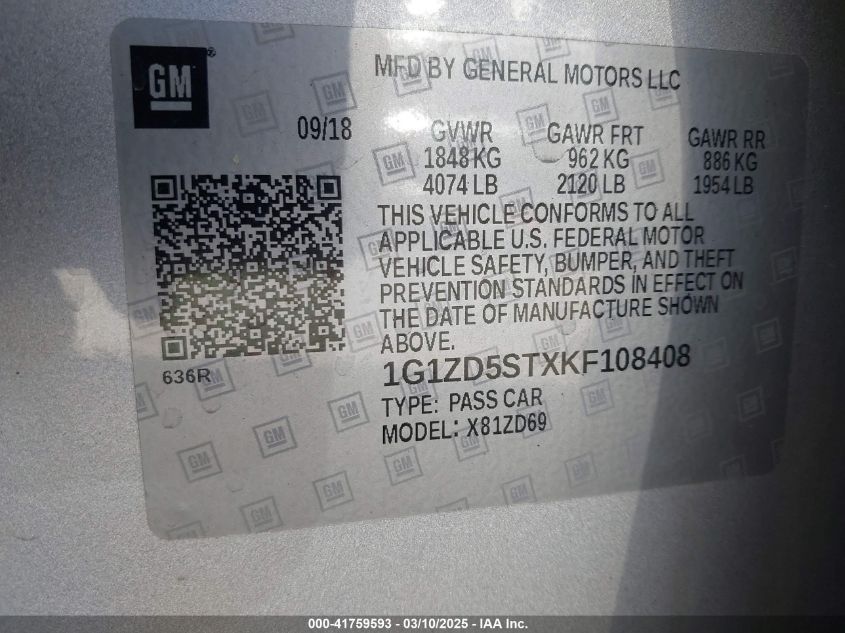 GM
MFD BY GENERAL MOTORS LLC
09/18
GVWR GAWR FRT GAWR RR
1848 KG 962 KG 886 KG
4074 LB 2120 LB 1954 LB
THIS VEHICLE CONFORMS TO ALL
APPLICABLE U.S. FEDERAL MOTOR
VEHICLE SAFETY, BUMPER, AND THEFT
PREVENTION STANDARDS IN EFFECT ON
THE DATE OF MANUFACTURE SHOWN
ABOVE.
636R
1G1ZD5STXKF108408
TYPE: PASS CAR
MODEL: X81ZD69
000-41759593 - 03/10/2025 - IAA Inc.